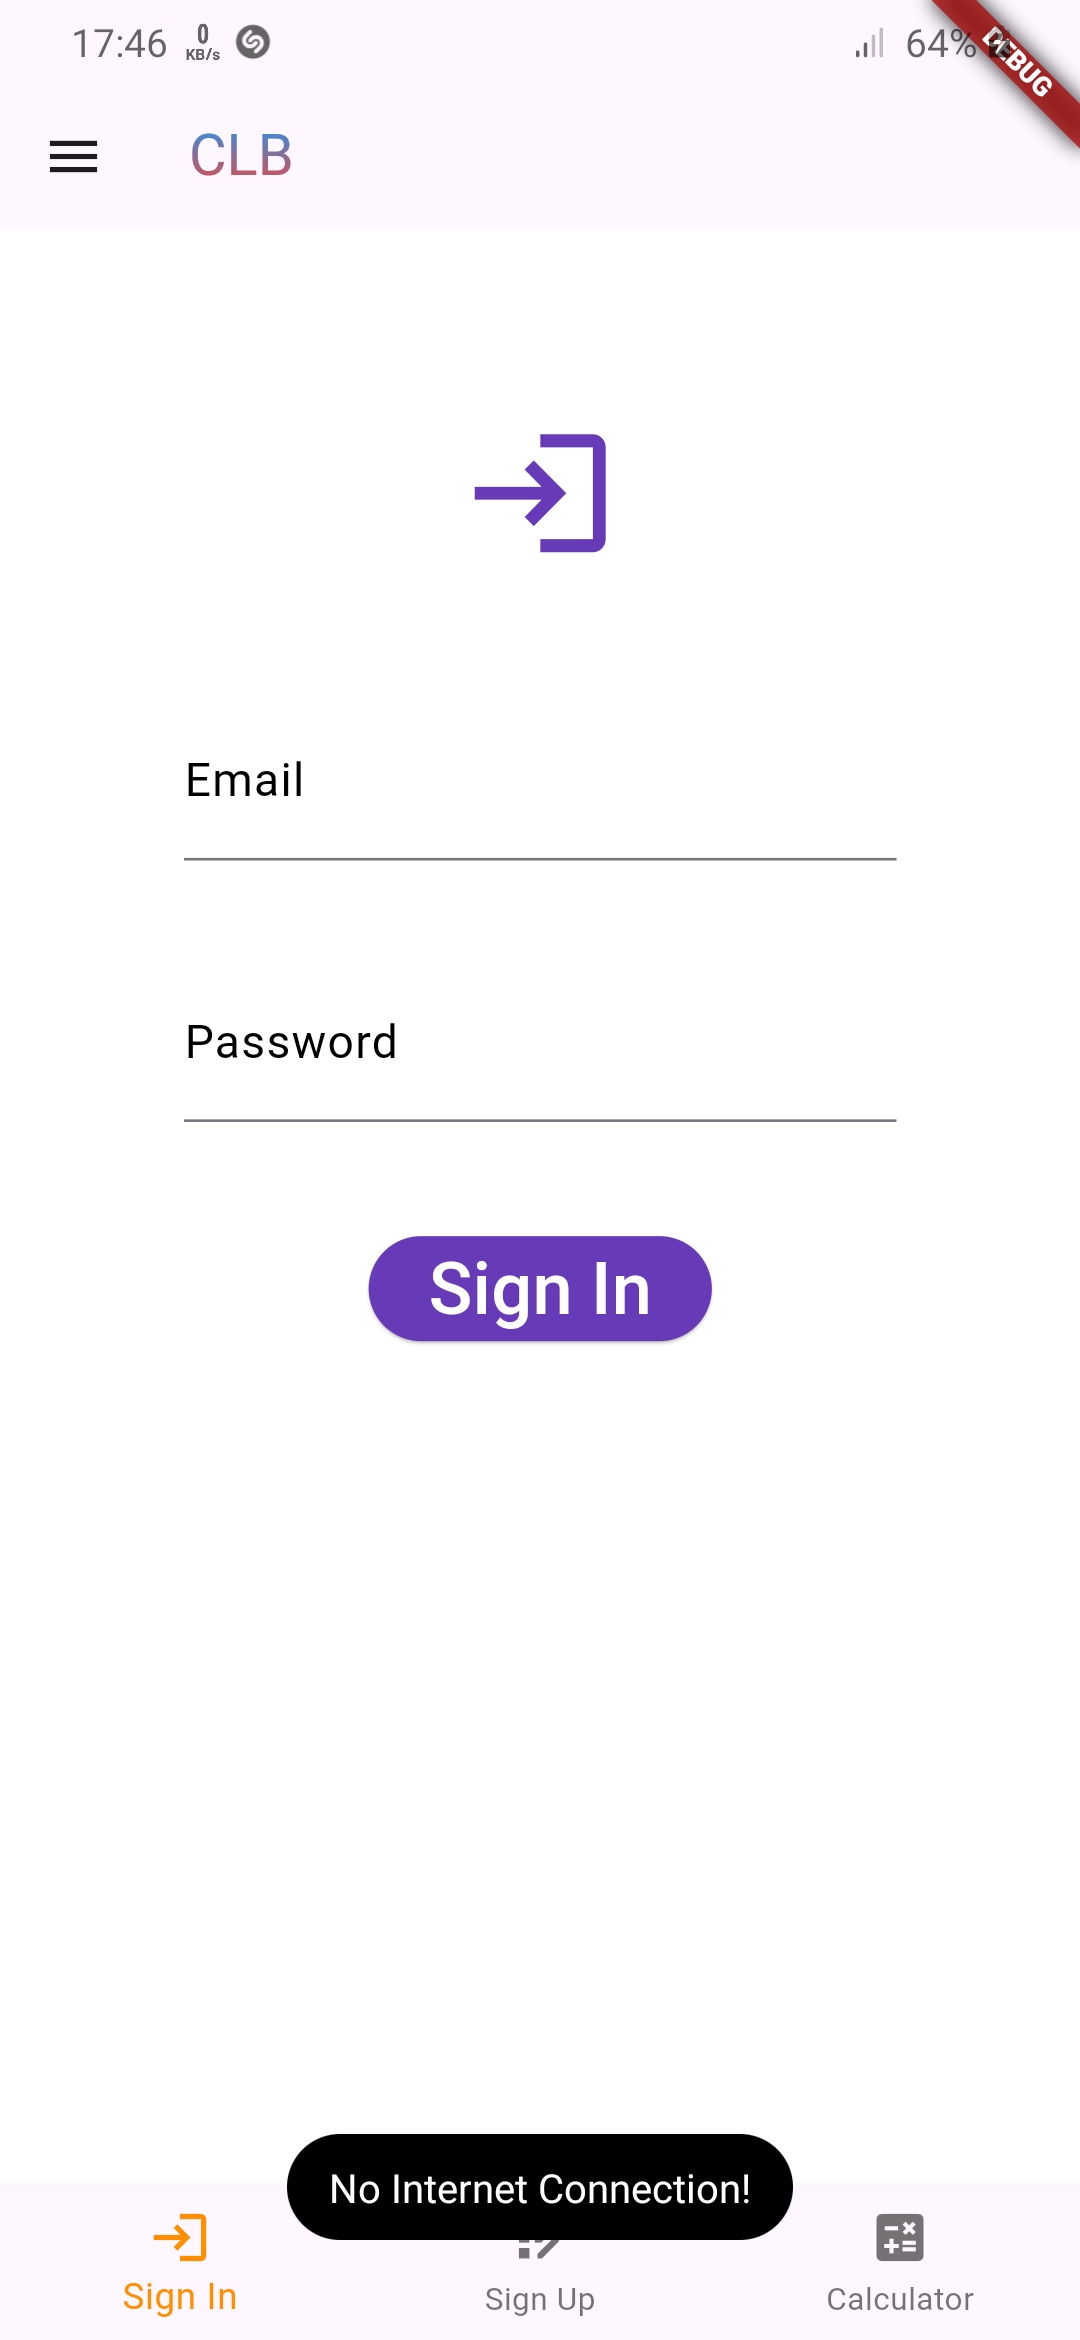 17:46 0 KB/s 64%
DEBUG
CLB
Email
Password
Sign In
No Internet Connection!
Sign In Sign Up Calculator